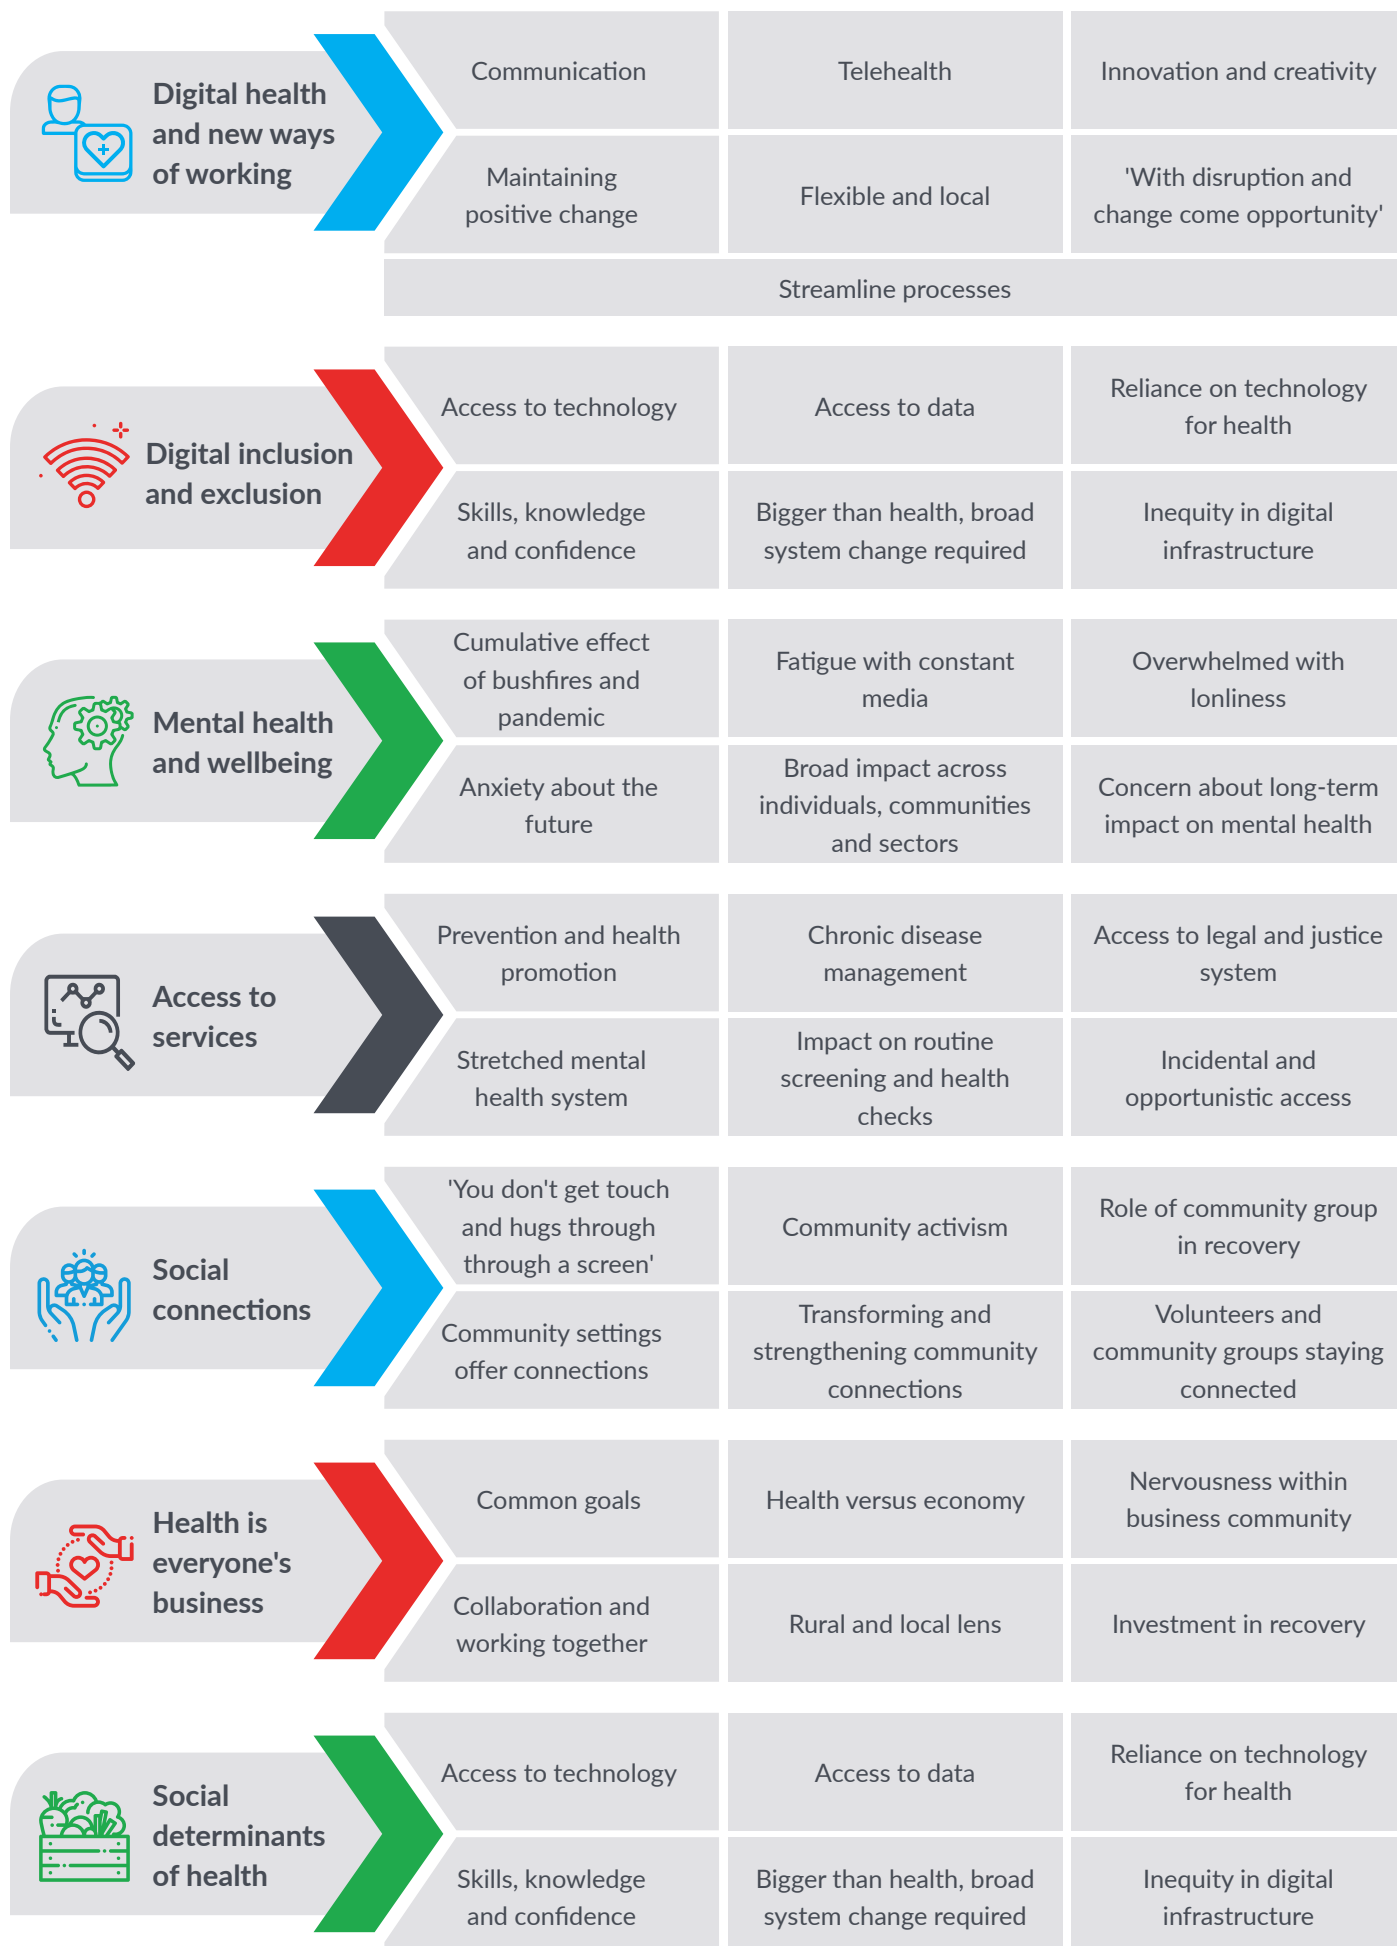 Digital health
and new ways
of working
Communication
Telehealth
Innovation and creativity
Maintaining
positive change
Flexible and local
'With disruption and
change come opportunity'
Streamline processes
Digital inclusion
and exclusion
Access to technology
Access to data
Reliance on technology
for health
Skills, knowledge
and confidence
Bigger than health, broad
system change required
Inequity in digital
infrastructure
Mental health
and wellbeing
Cumulative effect
of bushfires and
pandemic
Fatigue with constant
media
Overwhelmed with
lonliness
Anxiety about the
future
Broad impact across
individuals, communities
and sectors
Concern about long-term
impact on mental health
Access to
services
Prevention and health
promotion
Chronic disease
management
Access to legal and justice
system
Stretched mental
health system
Impact on routine
screening and health
checks
Incidental and
opportunistic access
Social
connections
'You don't get touch
and hugs through
through a screen'
Community activism
Role of community group
in recovery
Community settings
offer connections
Transforming and
strengthening community
connections
Volunteers and
community groups staying
connected
Health is
everyone's
business
Common goals
Health versus economy
Nervousness within
business community
Collaboration and
working together
Rural and local lens
Investment in recovery
Social
determinants
of health
Access to technology
Access to data
Reliance on technology
for health
Skills, knowledge
and confidence
Bigger than health, broad
system change required
Inequity in digital
infrastructure